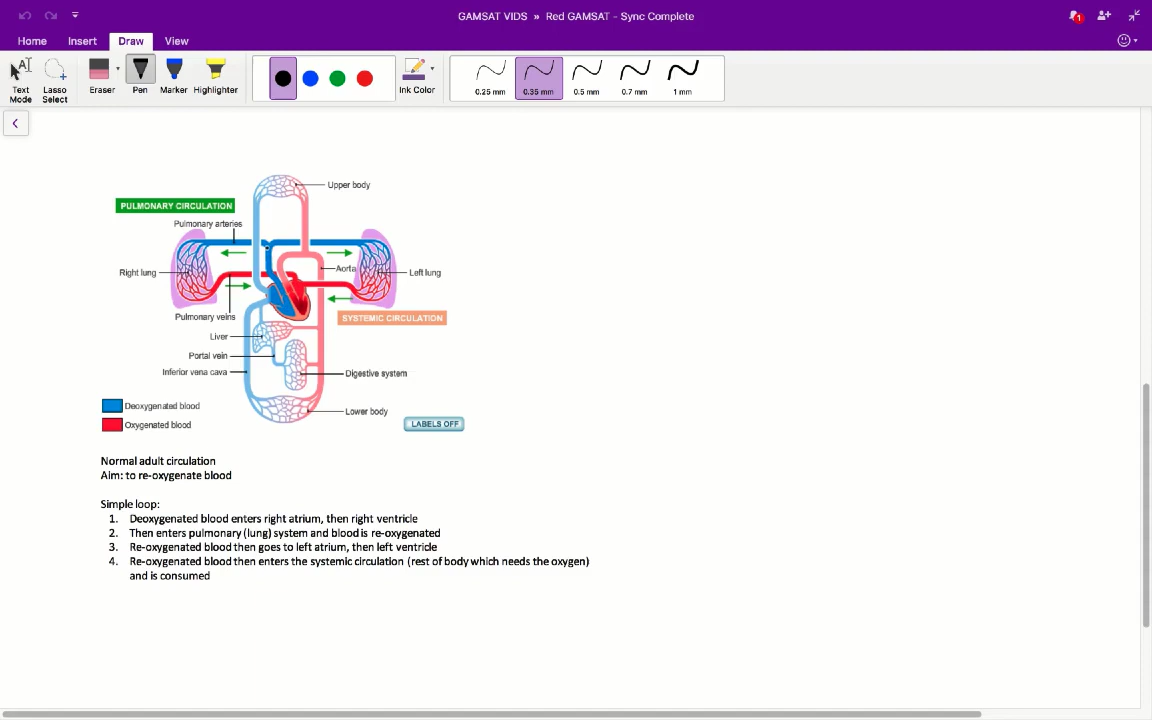 GAMSAT VIDS » Red GAMSAT - Sync Complete
1
Home Insert Draw View
Text Mode
Lasso Select
Eraser
Pen
Marker
Highlighter
Ink Color
0.25 mm
0.35 mm
0.5 mm
0.7 mm
1 mm
Upper body
PULMONARY CIRCULATION
Pulmonary arteries
Right lung
Aorta
Left lung
Pulmonary veins
SYSTEMIC CIRCULATION
Liver
Portal vein
Inferior vena cava
Digestive system
Deoxygenated blood
Lower body
Oxygenated blood
LABELS OFF
Normal adult circulation
Aim: to re-oxygenate blood
Simple loop:
1. Deoxygenated blood enters right atrium, then right ventricle
2. Then enters pulmonary (lung) system and blood is re-oxygenated
3. Re-oxygenated blood then goes to left atrium, then left ventricle
4. Re-oxygenated blood then enters the systemic circulation (rest of body which needs the oxygen)
and is consumed